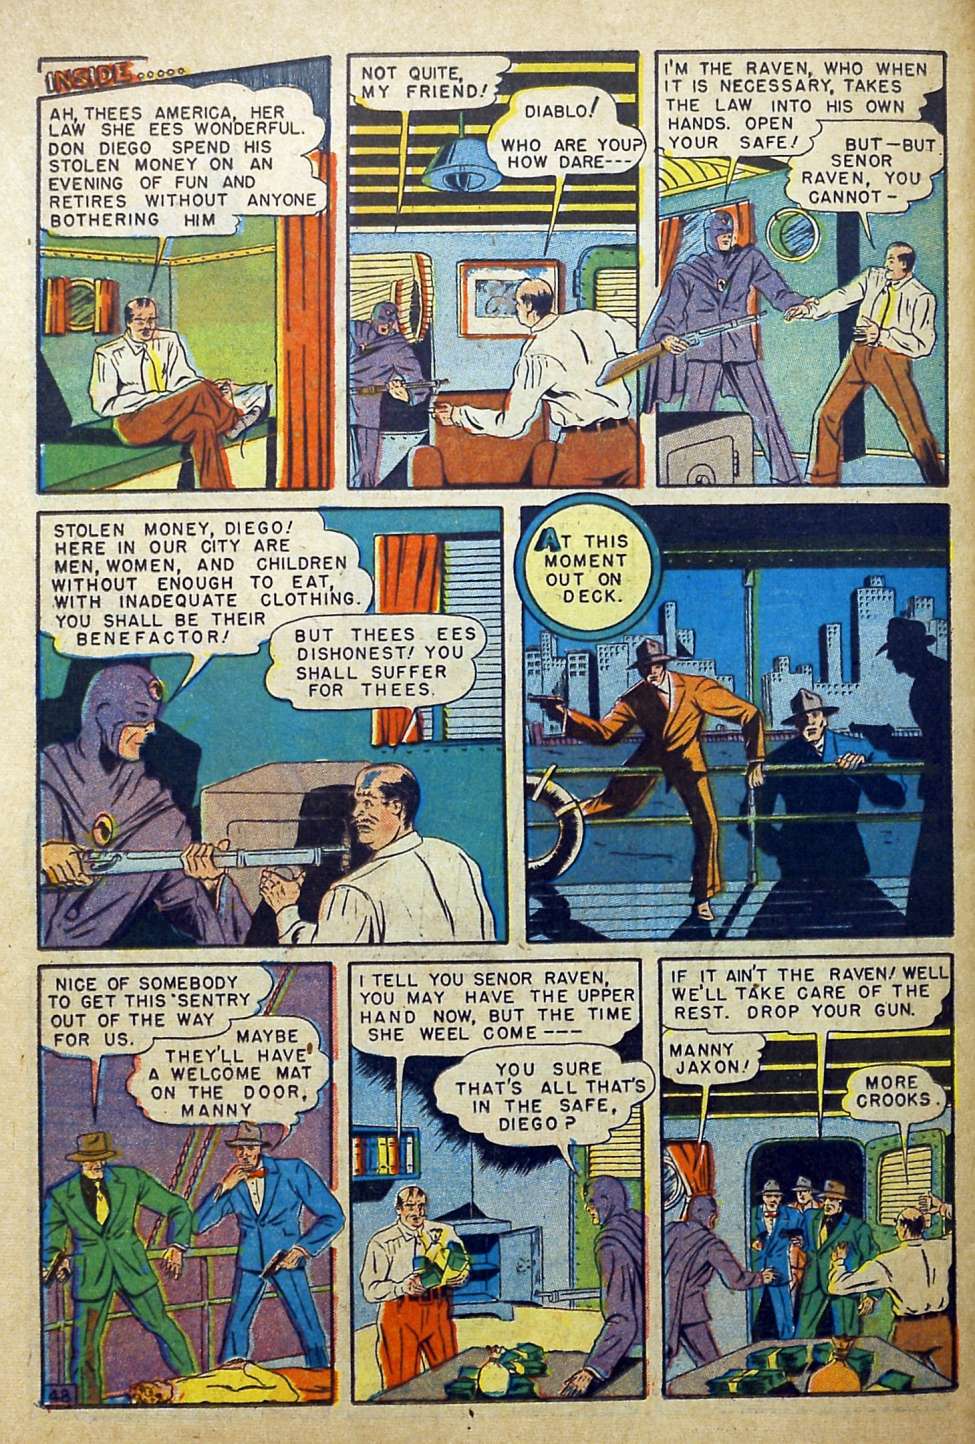 INSIDE.....
AH, THEES AMERICA, HER
LAW SHE EES WONDERFUL.
DON DIEGO SPEND HIS
STOLEN MONEY ON AN
EVENING OF FUN AND
RETIRES WITHOUT ANYONE
BOTHERING HIM
NOT QUITE,
MY FRIEND!
DIABLO!
WHO ARE YOU?
HOW DARE---
I'M THE RAVEN, WHO WHEN
IT IS NECESSARY, TAKES
THE LAW INTO HIS OWN
HANDS. OPEN
YOUR SAFE!
BUT-BUT
SENOR
RAVEN, YOU
CANNOT-
STOLEN MONEY, DIEGO!
HERE IN OUR CITY ARE
MEN, WOMEN, AND CHILDREN
WITHOUT ENOUGH TO EAT,
WITH INADEQUATE CLOTHING.
YOU SHALL BE THEIR
BENEFACTOR!
BUT THEES EES
DISHONEST! YOU
SHALL SUFFER
FOR THEES.
AT THIS
MOMENT
OUT ON
DECK.
NICE OF SOMEBODY
TO GET THIS SENTRY
OUT OF THE WAY
FOR US.
MAYBE
THEY'LL HAVE
A WELCOME MAT
ON THE DOOR,
MANNY
48
I TELL YOU SENOR RAVEN,
YOU MAY HAVE THE UPPER
HAND NOW, BUT THE TIME
SHE WEEL COME ---
YOU SURE
THAT'S ALL THAT'S
IN THE SAFE,
DIEGO?
IF IT AIN'T THE RAVEN! WELL
WE'LL TAKE CARE OF THE
REST. DROP YOUR GUN.
MANNY
JAXON!
MORE
CROOKS.